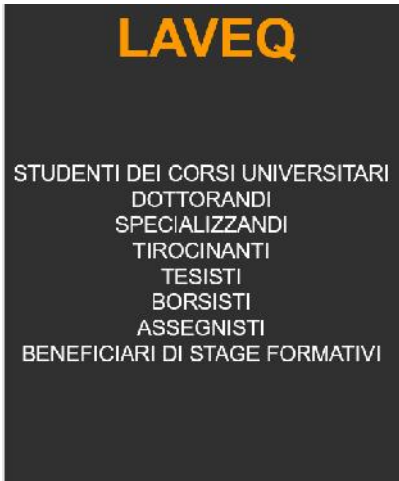 LAVEQ
STUDENTI DEI CORSI UNIVERSITARI
DOTTORANDI
SPECIALIZZANDI
TIROCINANTI
TESISTI
BORSISTI
ASSEGNISTI
BENEFICIARI DI STAGE FORMATIVI